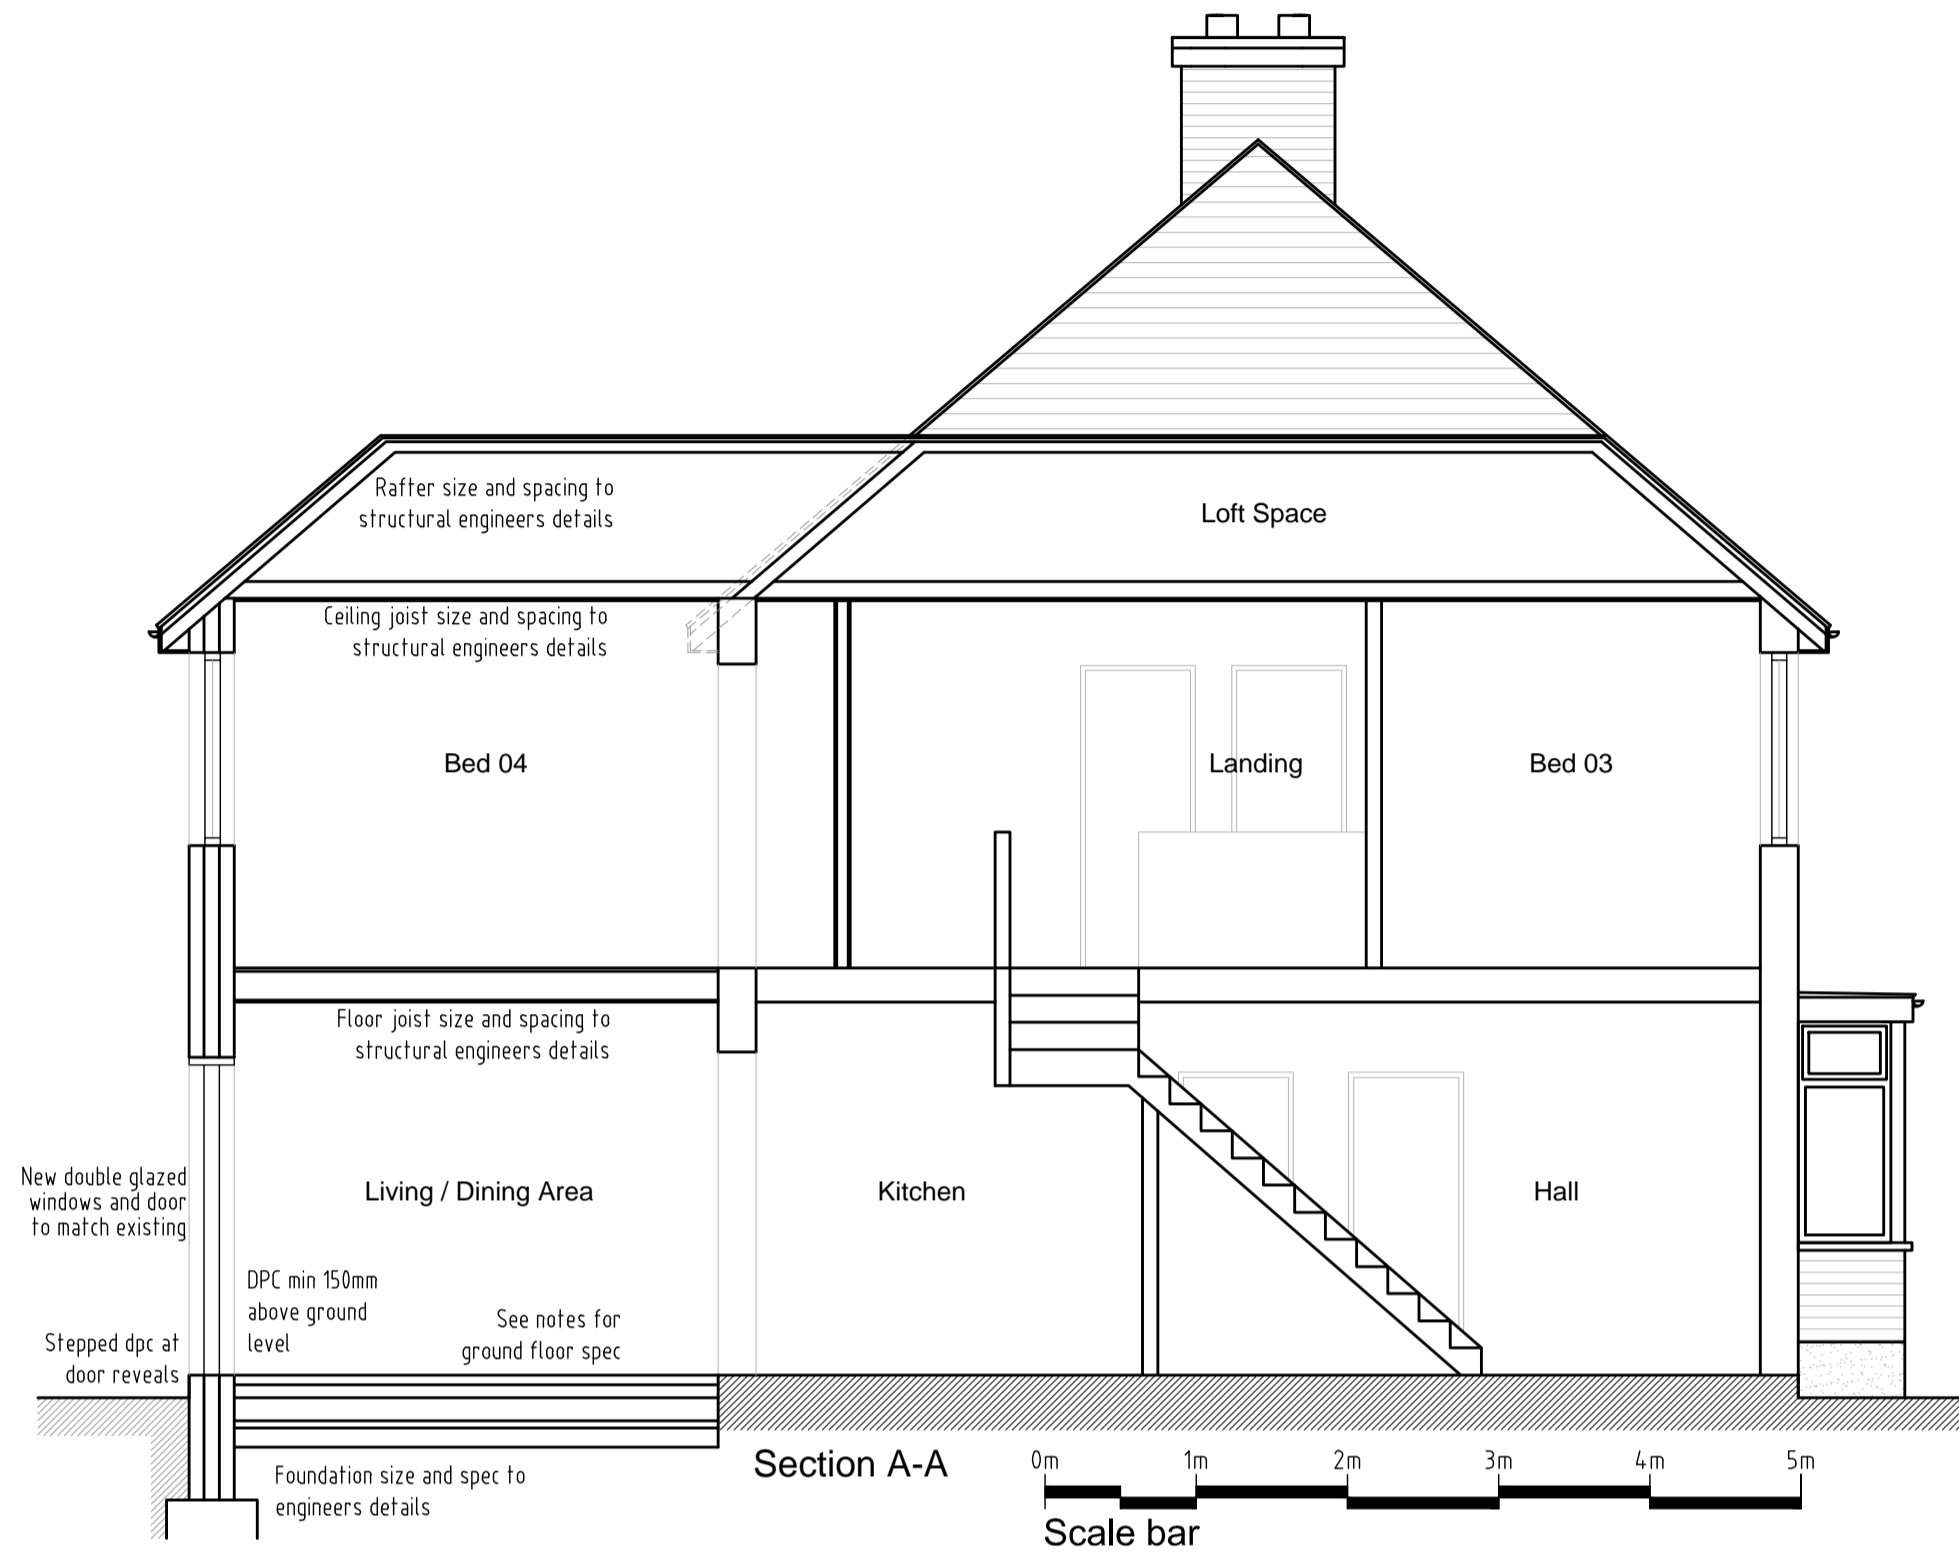 Rafter size and spacing to
structural engineers details
Loft Space
Ceiling joist size and spacing to
structural engineers details
Bed 04
Landing
Bed 03
Floor joist size and spacing to
structural engineers details
New double glazed
windows and door
to match existing
Living / Dining Area
Kitchen
Hall
DPC min 150mm
above ground
level
See notes for
ground floor spec
Stepped dpc at
door reveals
Section A-A
0m 1m 2m 3m 4m 5m
Foundation size and spec to
engineers details
Scale bar